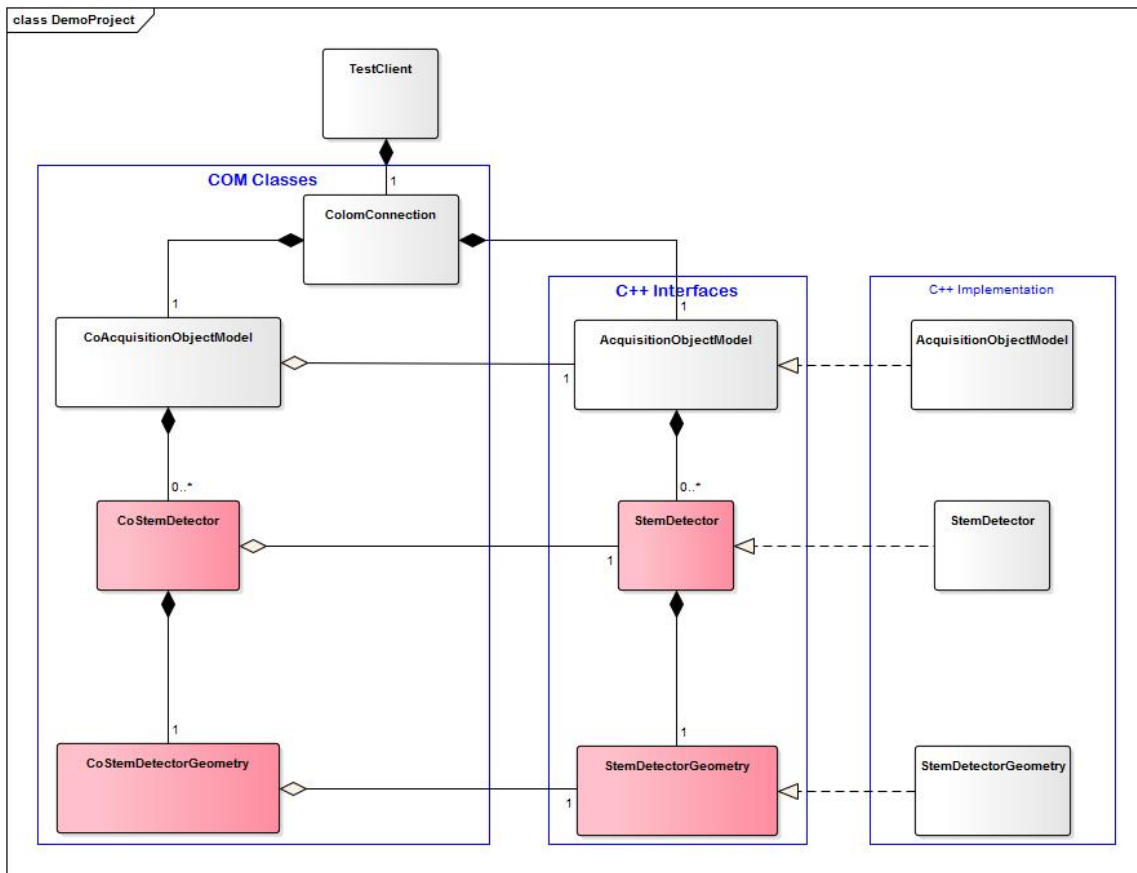 class DemoProject
TestClient
COM Classes
1
ColomConnection
1
C++ Interfaces
1
C++ Implementation
CoAcquisitionObjectModel
AcquisitionObjectModel
AcquisitionObjectModel
1
0..*
0..*
CoStemDetector
StemDetector
StemDetector
1
1
1
CoStemDetectorGeometry
StemDetectorGeometry
StemDetectorGeometry
1